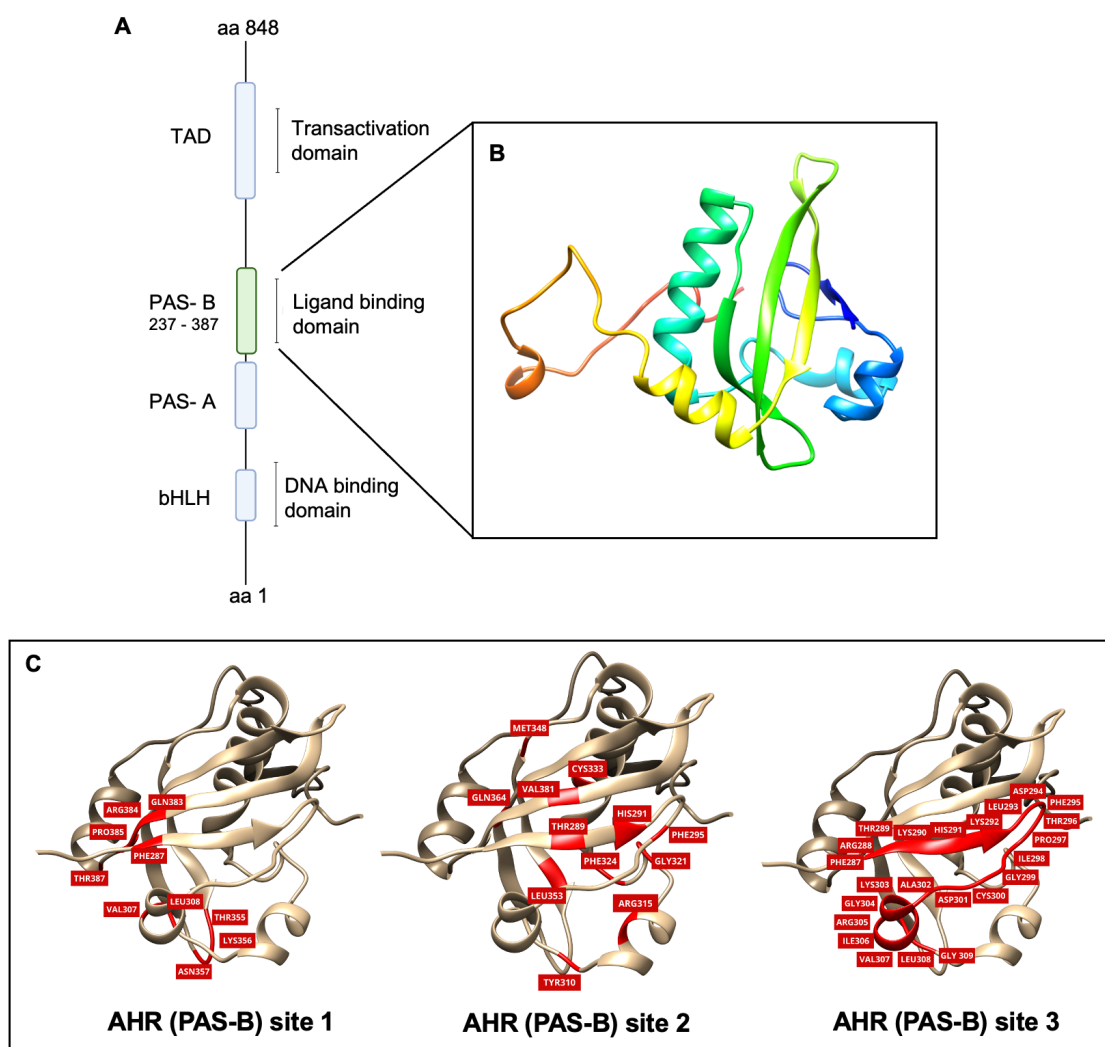 A
aa 848
TAD
Transactivation
domain
PAS- B
237 - 387
Ligand binding
domain
PAS- A
bHLH
DNA binding
domain
aa 1
B
C
ARG384
GLN383
PRO385
PHE287
THR387
VAL307
LEU308
THR355
LYS356
ASN357
AHR (PAS-B) site 1
MET348
CYS333
VAL381
GLN364
HIS291
THR289
PHE295
PHE324
GLY321
LEU353
ARG315
TYR310
AHR (PAS-B) site 2
ASP294
PHE295
LEU293
THR296
LYS292
HIS291
THR289
LYS290
PRO297
ARG288
ILE298
PHE287
GLY299
LYS303
ALA302
CYS300
GLY304
ASP301
ARG305
ILE306
VAL307
LEU308
GLY 309
AHR (PAS-B) site 3